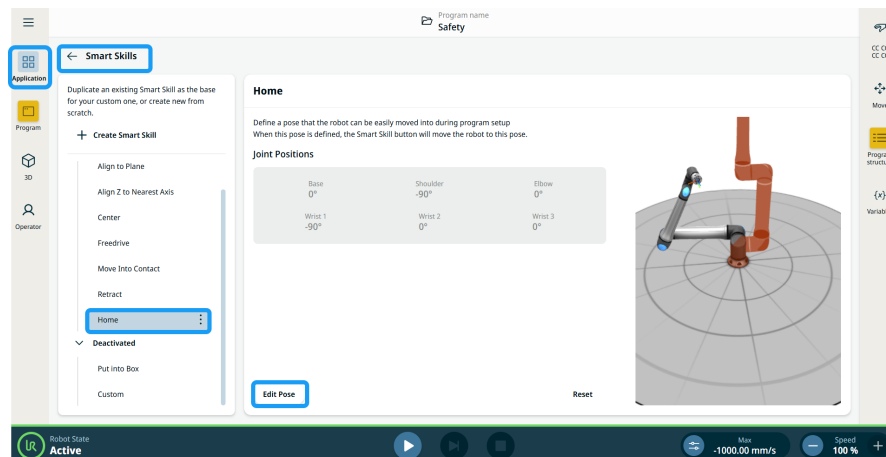 Program name
Safety
Application
Program
3D
Operator
← Smart Skills
Duplicate an existing Smart Skill as the base
for your custom one, or create new from
scratch.
+ Create Smart Skill
Align to Plane
Align Z to Nearest Axis
Center
Freedrive
Move Into Contact
Retract
Home
Deactivated
Put into Box
Custom
Home
Define a pose that the robot can be easily moved into during program setup
When this pose is defined, the Smart Skill button will move the robot to this pose.
Joint Positions
Base Shoulder Elbow
0° -90° 0°
Wrist 1 Wrist 2 Wrist 3
-90° 0° 0°
Edit Pose Reset
Move
{x}
UR
Robot State
Active
Max
-1000.00 mm/s
Speed
100 %